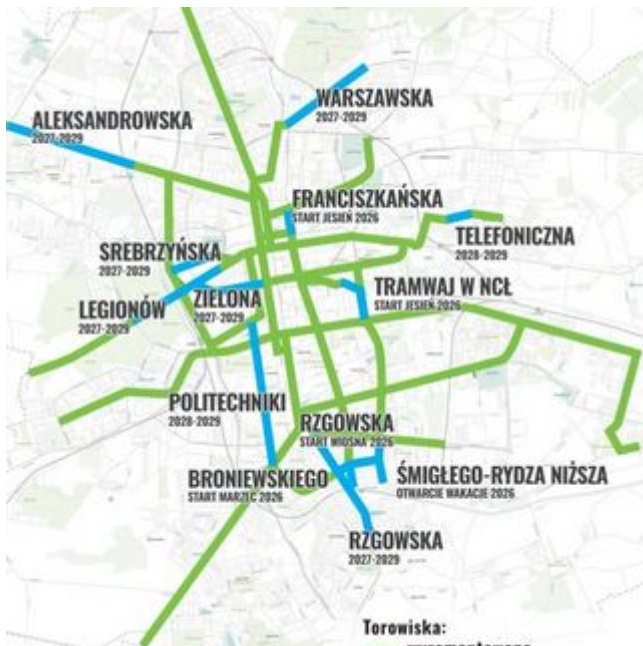 WARSZAWSKA
2027-2029
ALEKSANDROWSKA
2027-2029
FRANCISZKAŃSKA
START JESIEŃ 2026
TELEFONICZNA
2028-2029
SREBRZYŃSKA
2027-2029
ZIELONA
2027-2029
TRAMWAJ W NCŁ
START JESIEŃ 2026
LEGIONÓW
2027-2029
POLITECHNIKI
2028-2029
RZGOWSKA
START WIOSNA 2026
BRONIEWSKIEGO
START MARZEC 2026
ŚMIGŁEGO-RYDZA NIŻSZA
OTWARCIE WAKACJE 2026
RZGOWSKA
2027-2029
Torowiska: